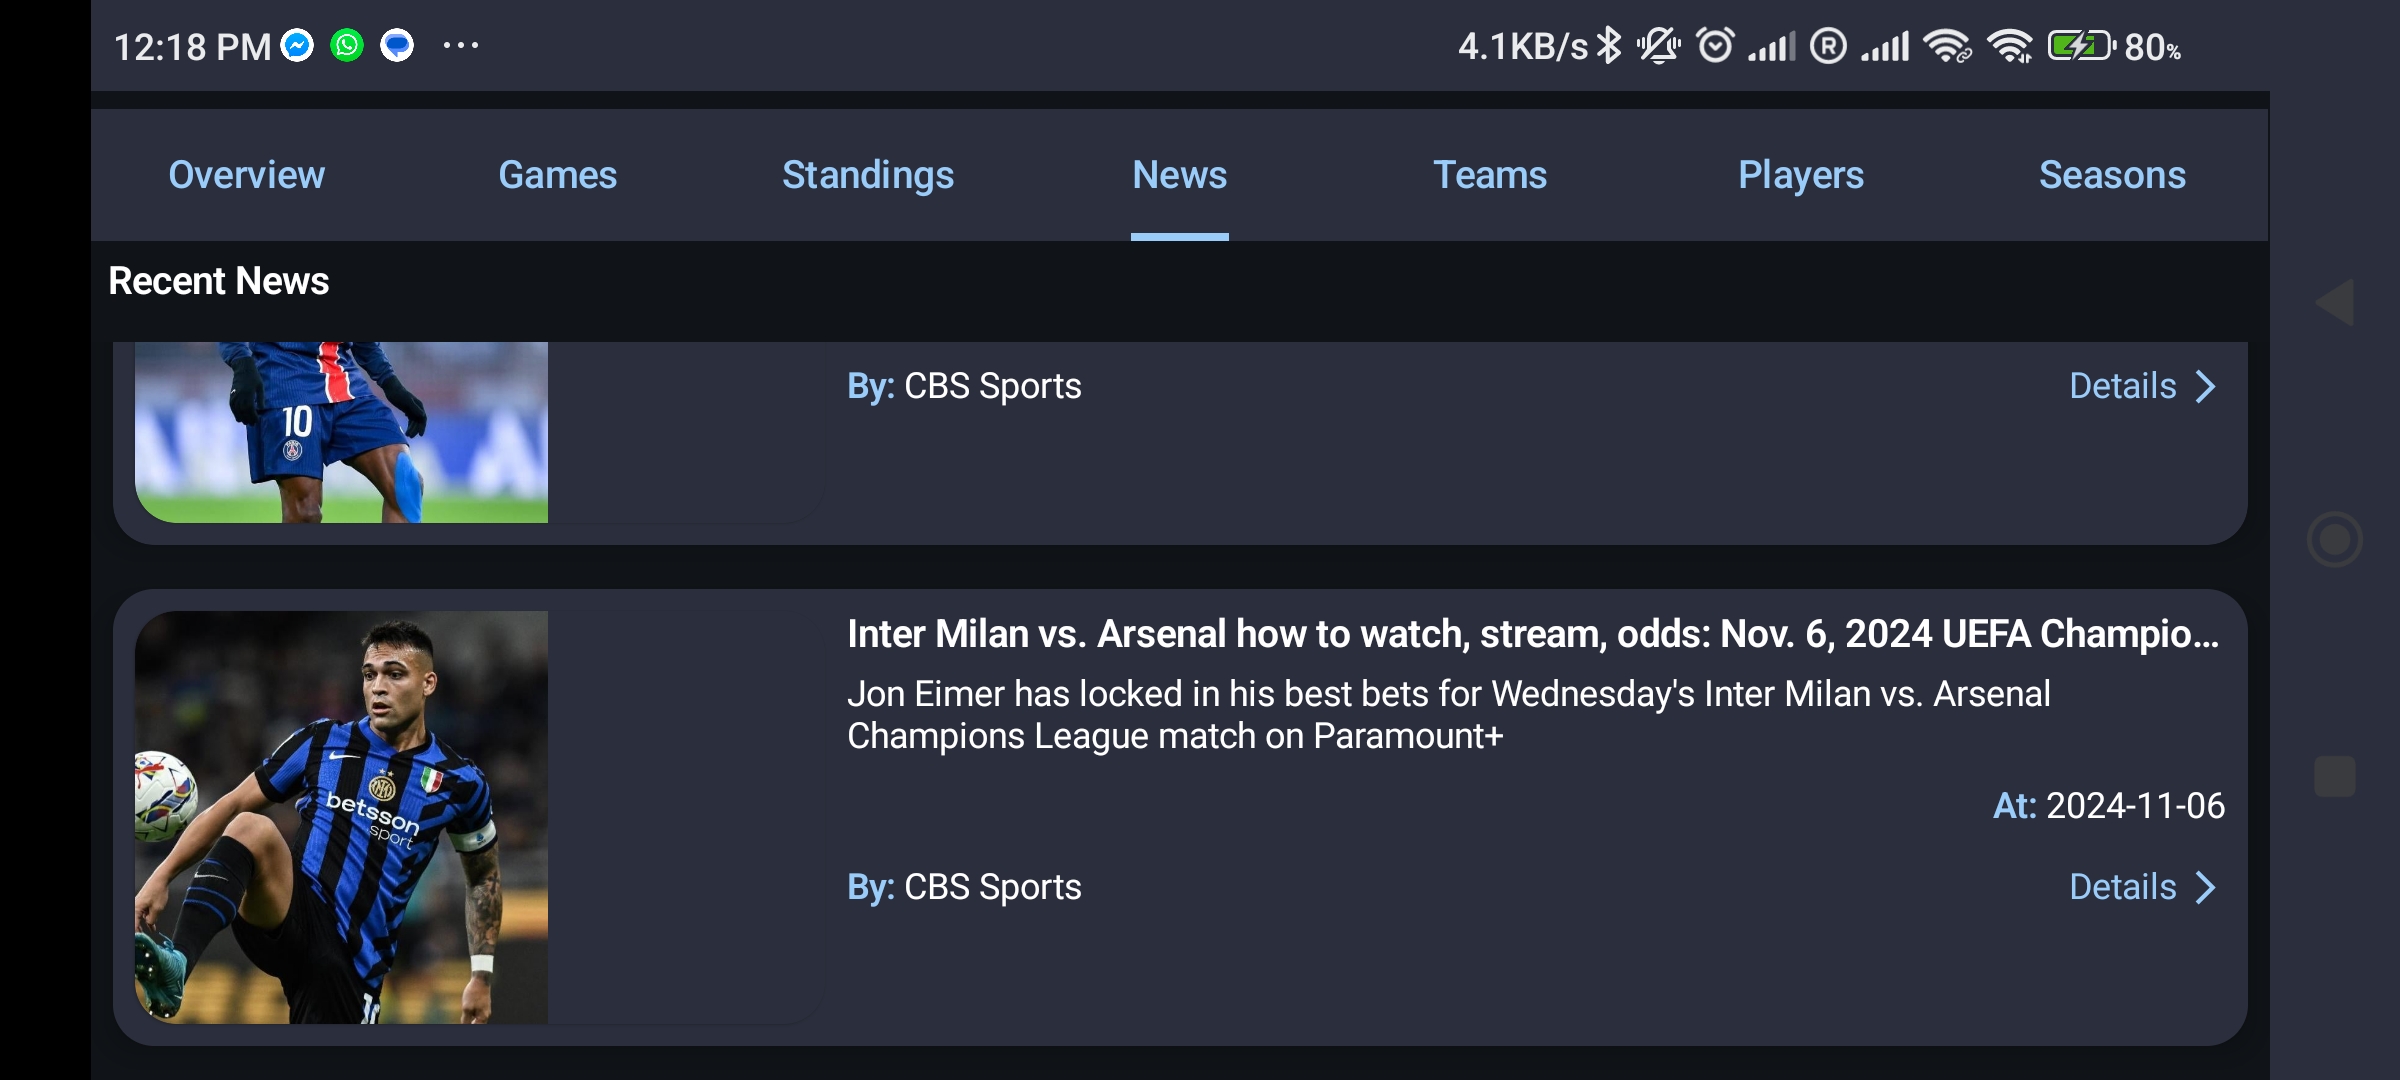 12:18 PM ... 4.1KB/s R 80%
Overview Games Standings News Teams Players Seasons
Recent News
10
By: CBS Sports Details
Inter Milan vs. Arsenal how to watch, stream, odds: Nov. 6, 2024 UEFA Champio...
Jon Eimer has locked in his best bets for Wednesday's Inter Milan vs. Arsenal
Champions League match on Paramount+
At: 2024-11-06
By: CBS Sports Details
betsson
sport